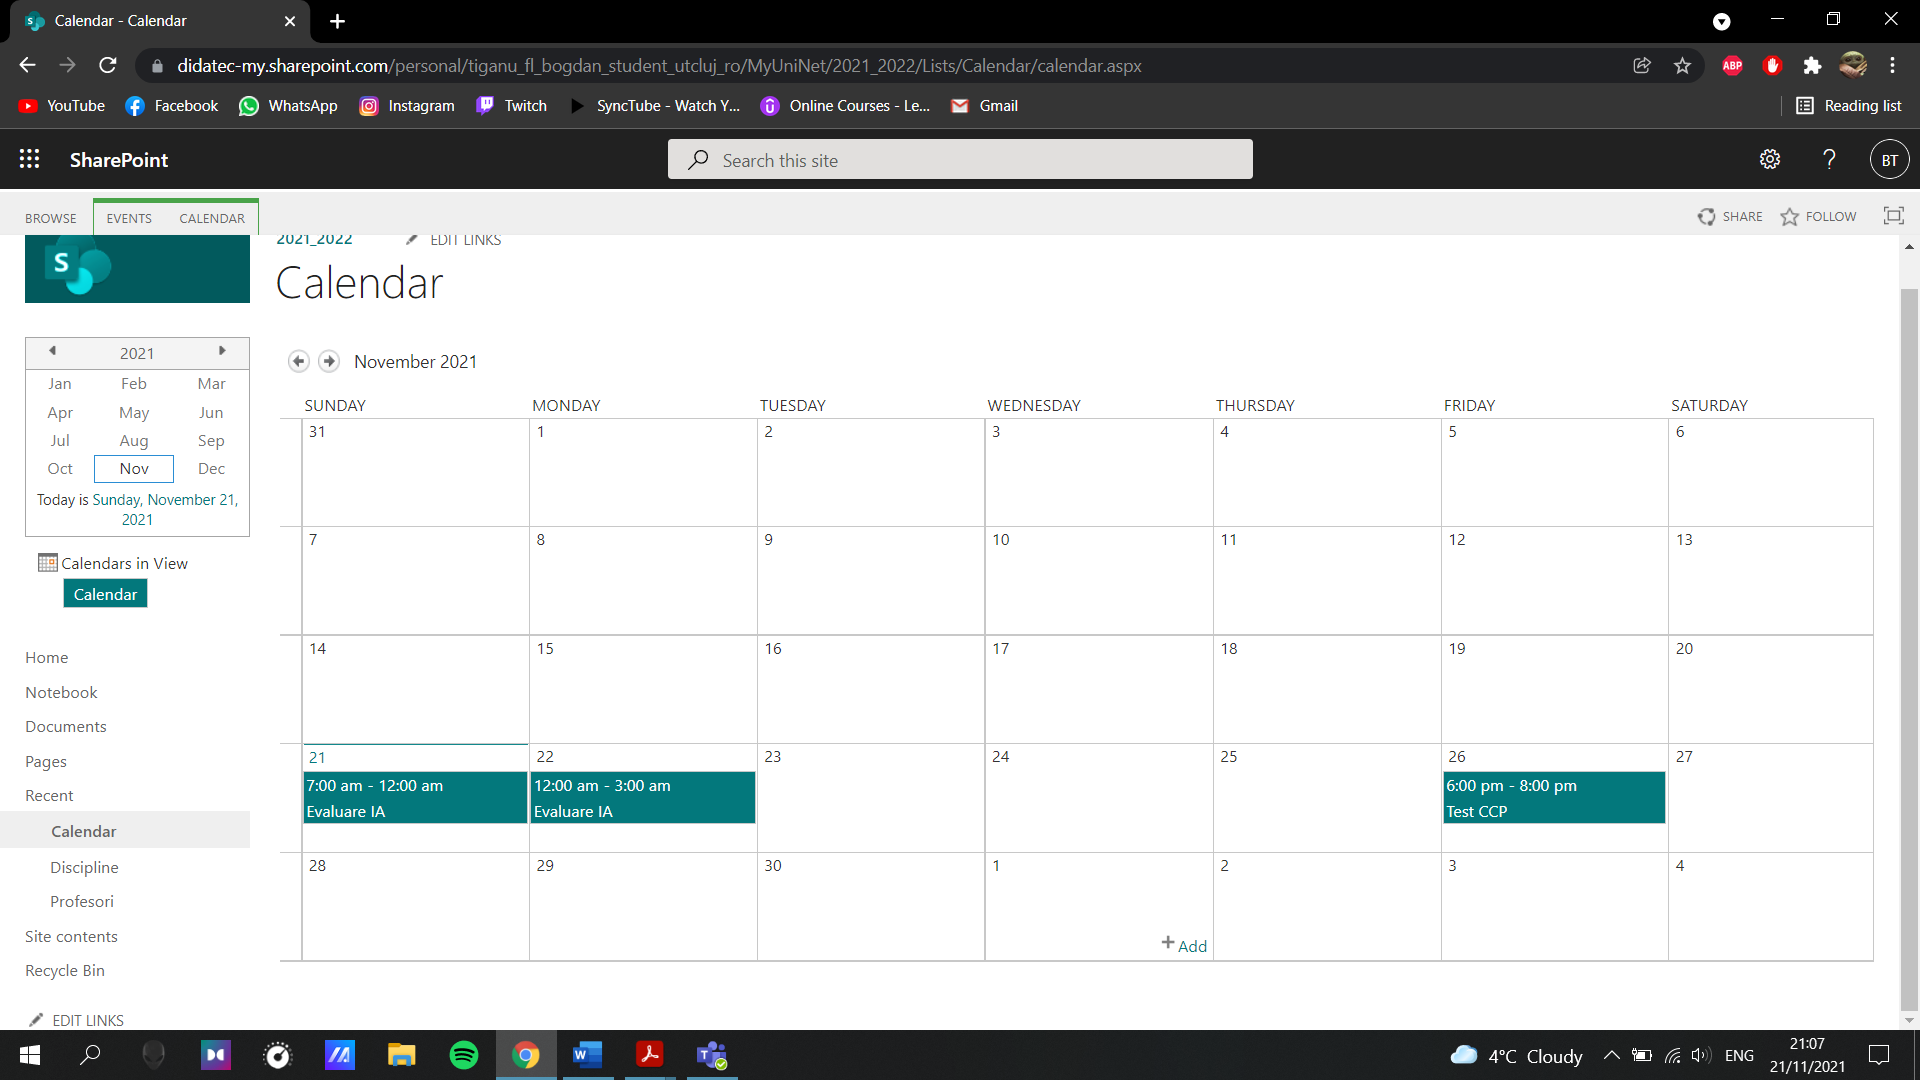 Calendar - Calendar
didatec-my.sharepoint.com/personal/tiganu_fl_bogdan_student_utcluj_ro/MyUniNet/2021_2022/Lists/Calendar/calendar.aspx
ABP
YouTube Facebook WhatsApp Instagram Twitch SyncTube - Watch Y... Online Courses - Le... Gmail Reading list
SharePoint Search this site ? BT
BROWSE EVENTS CALENDAR SHARE FOLLOW
2021_2022 EDIT LINKS
S
Calendar
2021
Jan Feb Mar
Apr May Jun
Jul Aug Sep
Oct Nov Dec
Today is Sunday, November 21,
2021
Calendars in View
Calendar
Home
Notebook
Documents
Pages
Recent
Calendar
Discipline
Profesori
Site contents
Recycle Bin
EDIT LINKS
November 2021
SUNDAY MONDAY TUESDAY WEDNESDAY THURSDAY FRIDAY SATURDAY
31 1 2 3 4 5 6
7 8 9 10 11 12 13
14 15 16 17 18 19 20
21 22 23 24 25 26 27
7:00 am - 12:00 am 12:00 am - 3:00 am 6:00 pm - 8:00 pm
Evaluare IA Evaluare IA Test CCP
28 29 30 1 2 3 4
Add
4°C Cloudy ENG 21:07
21/11/2021